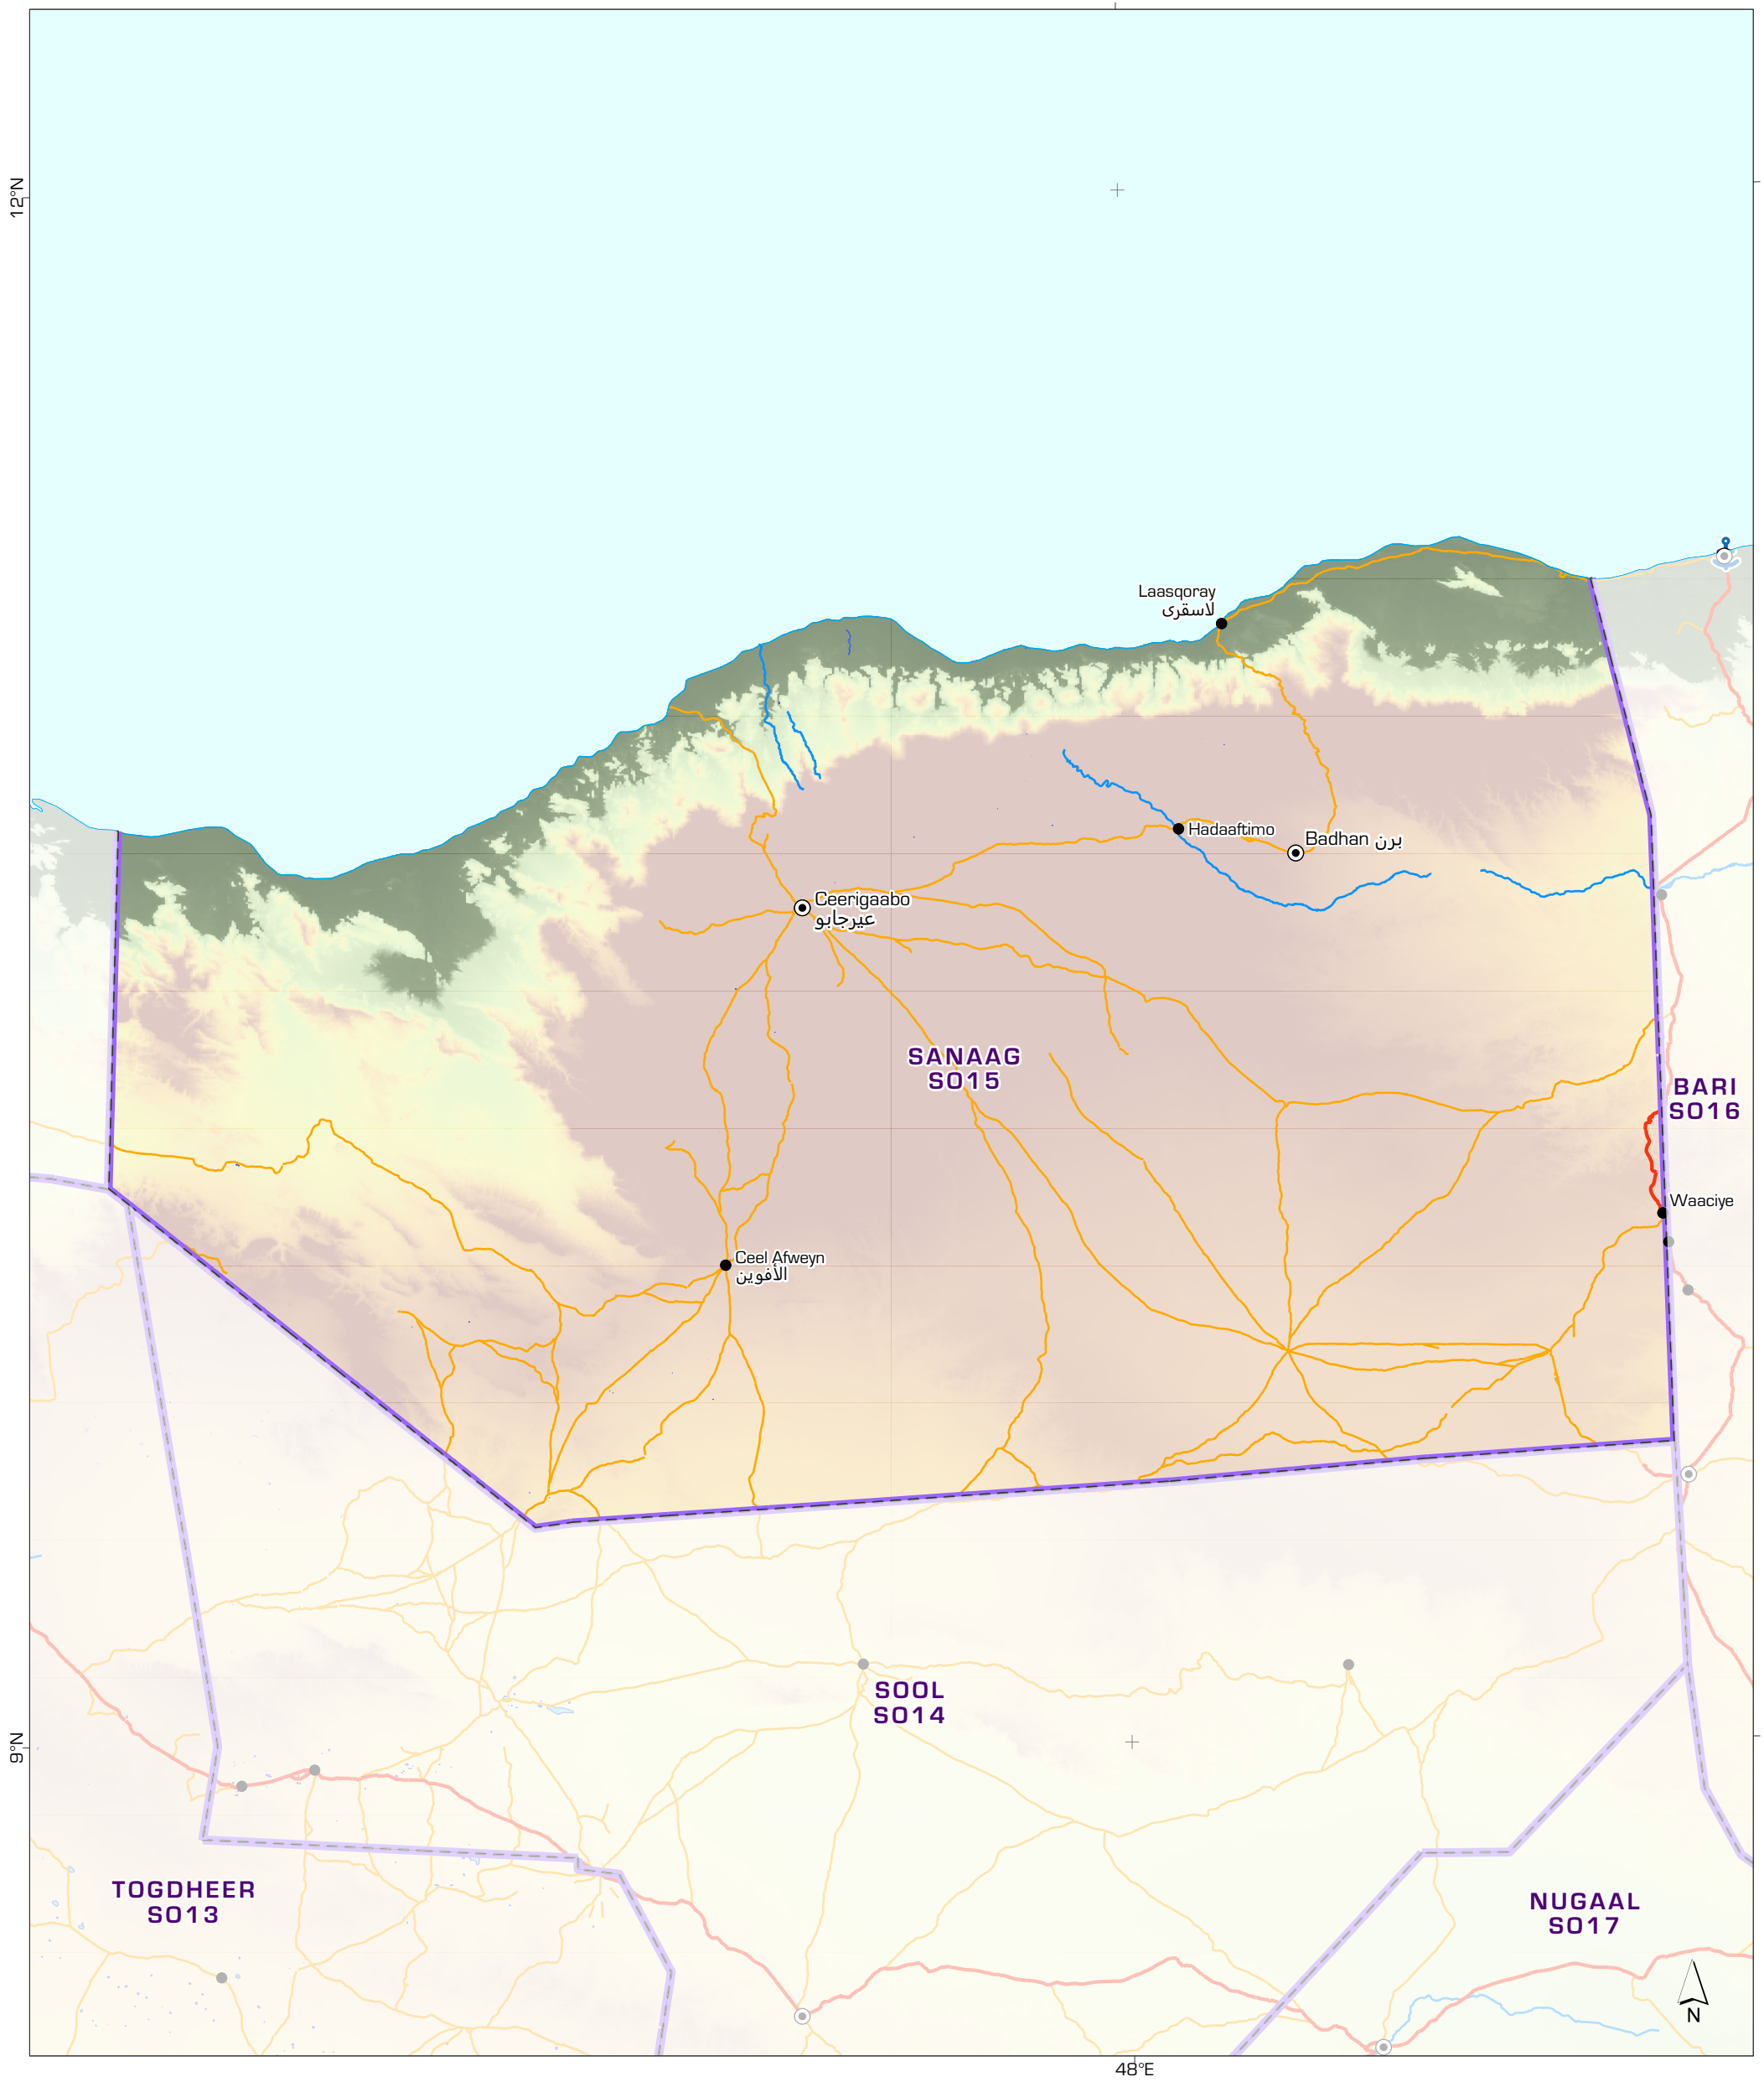 12°N
Laasqoray
لاسقرى
Hadaaftimo
Badhan برن
Ceerigaabo
عيرجابو
SANAAG
SO15
BARI
SO16
Waaciye
Ceel Afweyn
الأفوين
SOOL
SO14
9°N
TOGDHEER
SO13
NUGAAL
SO17
N
48°E